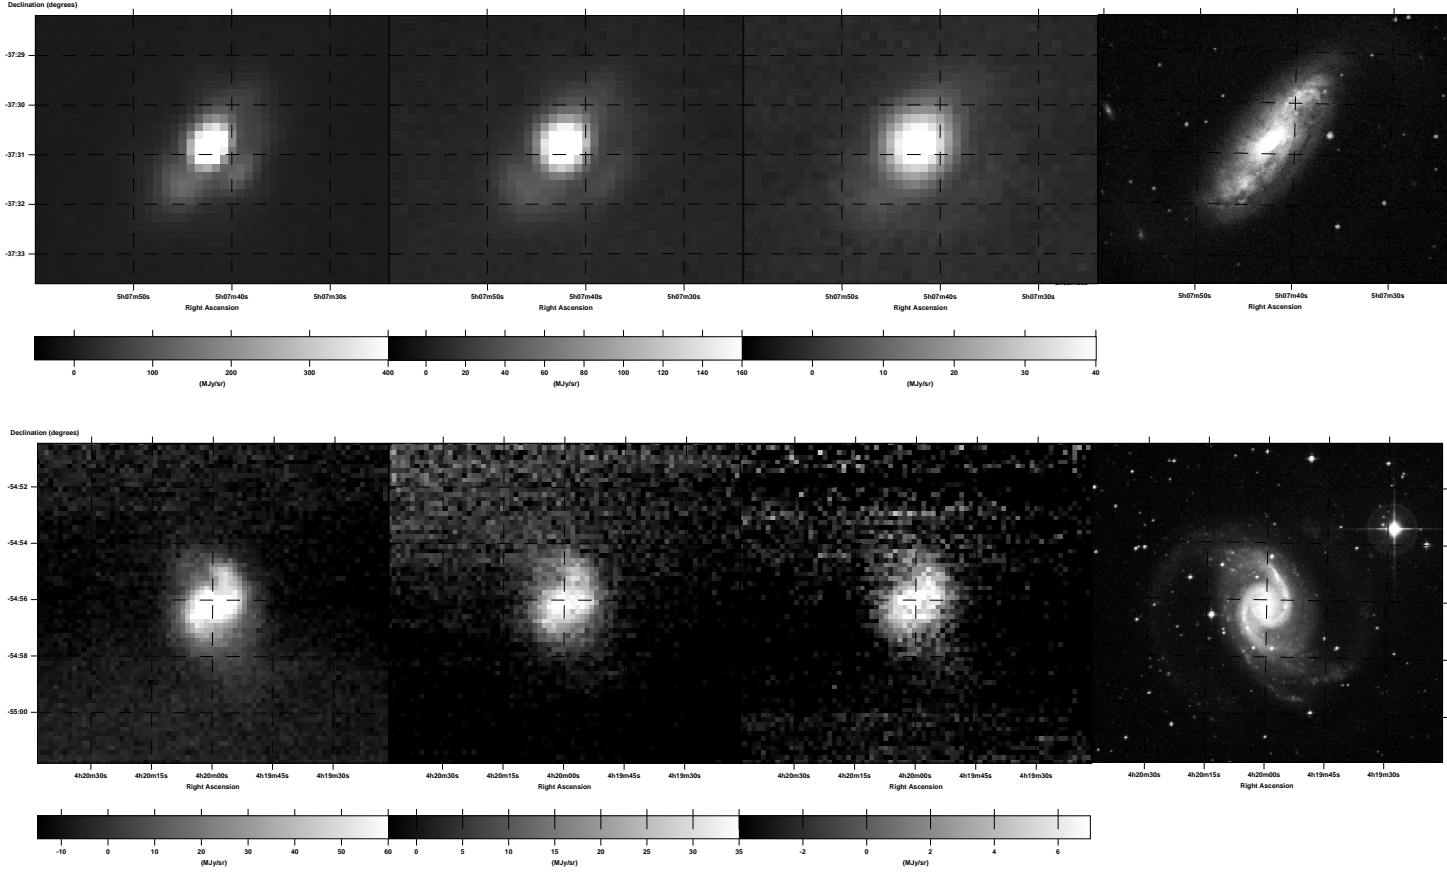 Declination (degrees)
-37:29
-37:30
-37:31
-37:32
-37:33
5h07m50s 5h07m40s 5h07m30s 5h07m50s 5h07m40s 5h07m30s 5h07m50s 5h07m40s 5h07m30s 5h07m50s 5h07m40s 5h07m30s
Right Ascension Right Ascension Right Ascension Right Ascension
0 100 200 300 400 0 20 40 60 80 100 120 140 160 0 10 20 30 40
(MJy/sr) (MJy/sr) (MJy/sr)
Declination (degrees)
-54:52
-54:54
-54:56
-54:58
-55:00
4h20m30s 4h20m15s 4h20m00s 4h19m45s 4h19m30s 4h20m30s 4h20m15s 4h20m00s 4h19m45s 4h19m30s 4h20m30s 4h20m15s 4h20m00s 4h19m45s 4h19m30s 4h20m30s 4h20m15s 4h20m00s 4h19m45s 4h19m30s
Right Ascension Right Ascension Right Ascension Right Ascension
-10 0 10 20 30 40 50 60 0 5 10 15 20 25 30 35 -2 0 2 4 6
(MJy/sr) (MJy/sr) (MJy/sr)